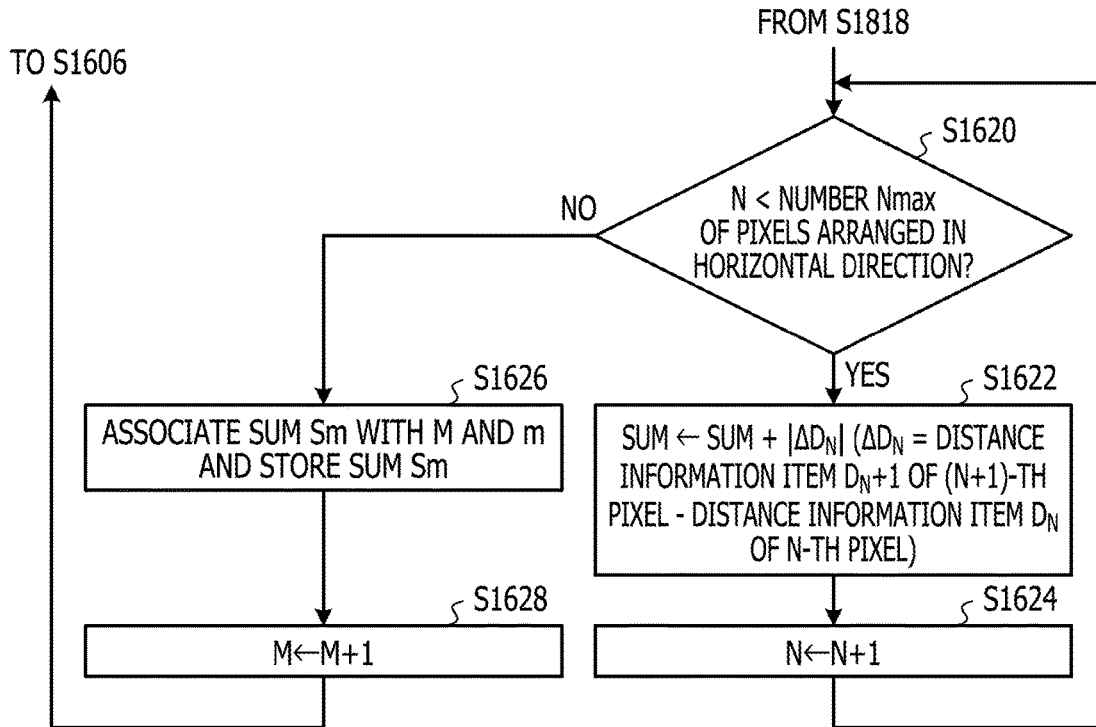 FROM S1818
TO S1606
S1620
N < NUMBER Nmax
OF PIXELS ARRANGED IN
HORIZONTAL DIRECTION?
NO
YES
S1626
ASSOCIATE SUM Sm WITH M AND m
AND STORE SUM Sm
S1622
SUM ← SUM + |ΔD_N| (ΔD_N = DISTANCE
INFORMATION ITEM D_N+1 OF (N+1)-TH
PIXEL - DISTANCE INFORMATION ITEM D_N
OF N-TH PIXEL)
S1628
M←M+1
S1624
N←N+1